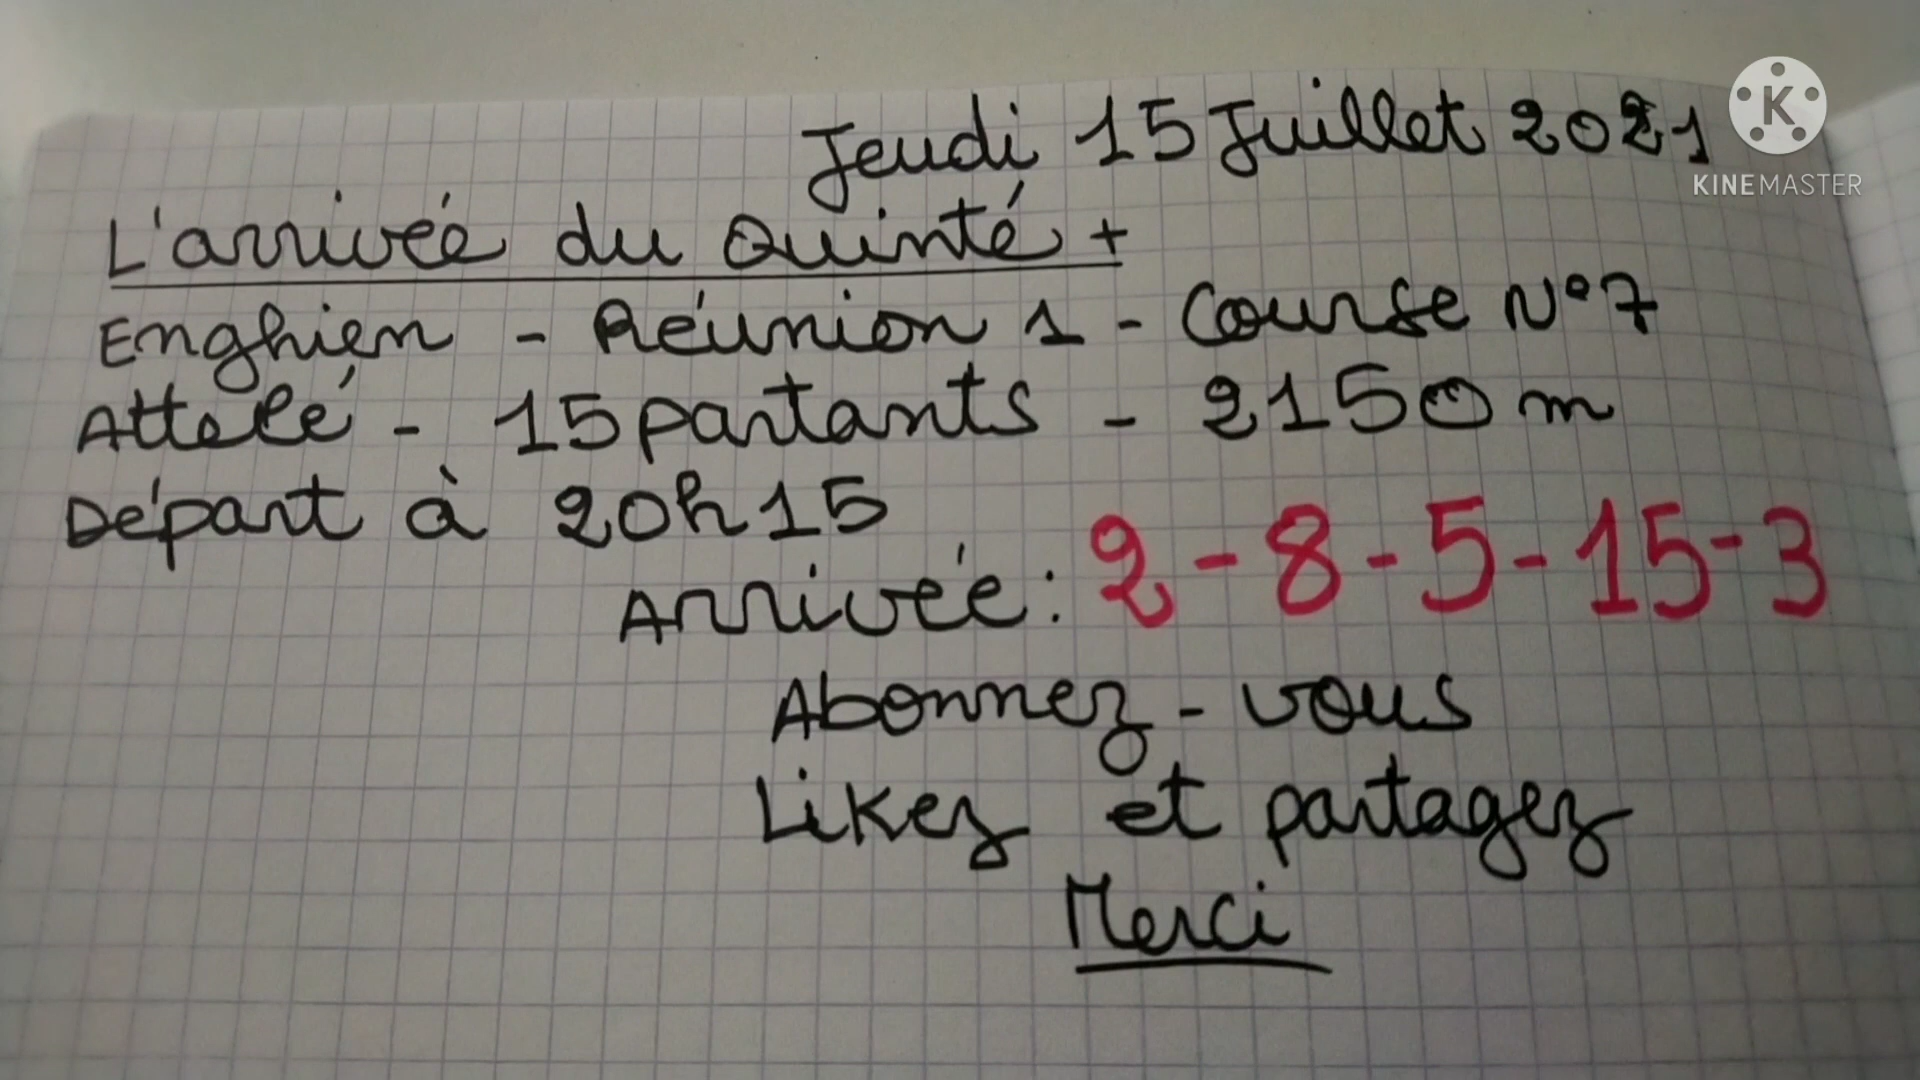 Jeudi 15 Juillet 2021
KINEMASTER
L'arrivée du Quinté +
Enghien - Réunion 1 - Course N°7
Attelé - 15 partants - 2150 m
Départ à 20h15
Arrivée : 2 - 8 - 5 - 15 - 3
Abonnez - vous
Likez et partagez
Merci